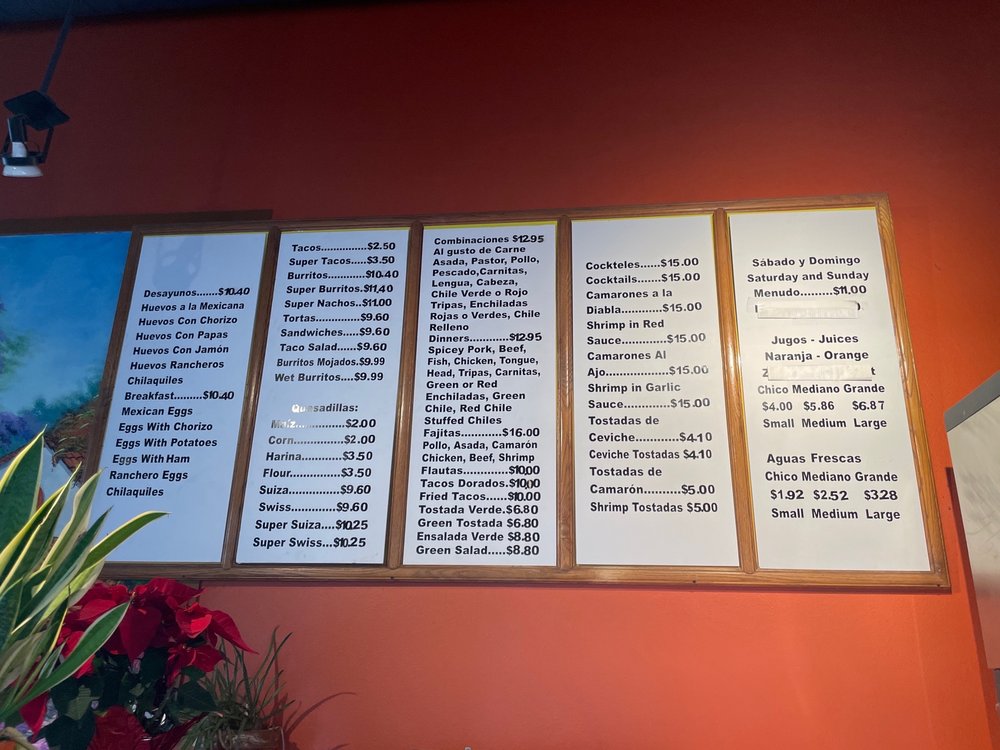 Desayunos.......$10.40
Huevos a la Mexicana
Huevos Con Chorizo
Huevos Con Papas
Huevos Con Jamón
Huevos Rancheros
Chilaquiles
Breakfast.........$10.40
Mexican Eggs
Eggs With Chorizo
Eggs With Potatoes
Eggs With Ham
Ranchero Eggs
Chilaquiles
Tacos...............$2.50
Super Tacos.....$3.50
Burritos............$10.40
Super Burritos.$11,40
Super Nachos..$11.00
Tortas...............$9.60
Sandwiches.....$9.60
Taco Salad.......$9.60
Burritos Mojados.$9.99
Wet Burritos....$9.99
Quesadillas:
Maíz..............$2.00
Corn..............$2.00
Harina............$3.50
Flour..............$3.50
Suiza..............$9.60
Swiss..............$9.60
Super Suiza....$10.25
Super Swiss...$10.25
Combinaciones $12.95
Al gusto de Carne
Asada, Pastor, Pollo,
Pescado,Carnitas,
Lengua, Cabeza,
Chile Verde o Rojo
Tripas, Enchiladas
Rojas o Verdes, Chile
Relleno
Dinners.............$12.95
Spicey Pork, Beef,
Fish, Chicken, Tongue,
Head, Tripas, Carnitas,
Green or Red
Enchiladas, Green
Chile, Red Chile
Stuffed Chiles
Fajitas............$16.00
Pollo, Asada, Camarón
Chicken, Beef, Shrimp
Flautas.............$10.00
Tacos Dorados.$10.00
Fried Tacos......$10.00
Tostada Verde.$6.80
Green Tostada $6.80
Ensalada Verde $8.80
Green Salad.....$8.80
Cockteles......$15.00
Cocktails.......$15.00
Camarones a la
Diabla............$15.00
Shrimp in Red
Sauce.............$15.00
Camarones Al
Ajo..................$15.00
Shrimp in Garlic
Sauce.............$15.00
Tostadas de
Ceviche............$4.10
Ceviche Tostadas $4.10
Tostadas de
Camarón..........$5.00
Shrimp Tostadas $5.00
Sábado y Domingo
Saturday and Sunday
Menudo..........$11,00
Jugos - Juices
Naranja - Orange
Z t
Chico Mediano Grande
$4.00 $5.86 $6.87
Small Medium Large
Aguas Frescas
Chico Mediano Grande
$1.92 $2.52 $3.28
Small Medium Large